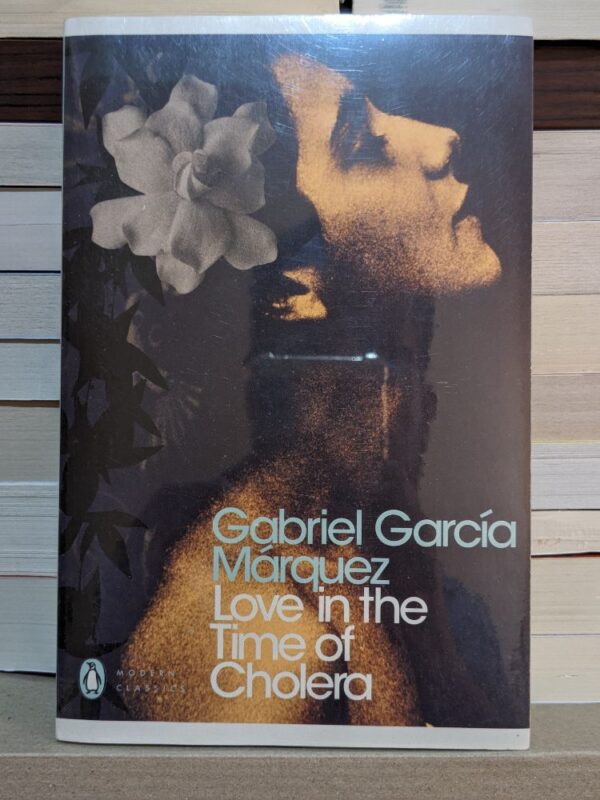 Gabriel García
Márquez
Love in the
Time of
Cholera
MODERN
CLASSICS